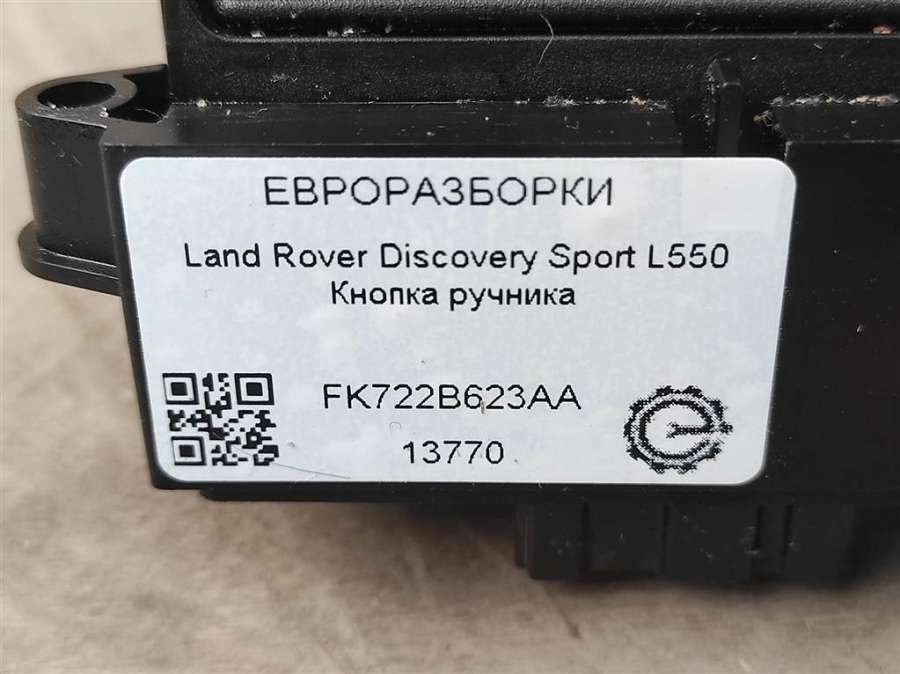 ЕВРОРАЗБОРКИ
Land Rover Discovery Sport L550
Кнопка ручника
FK722B623AA
13770